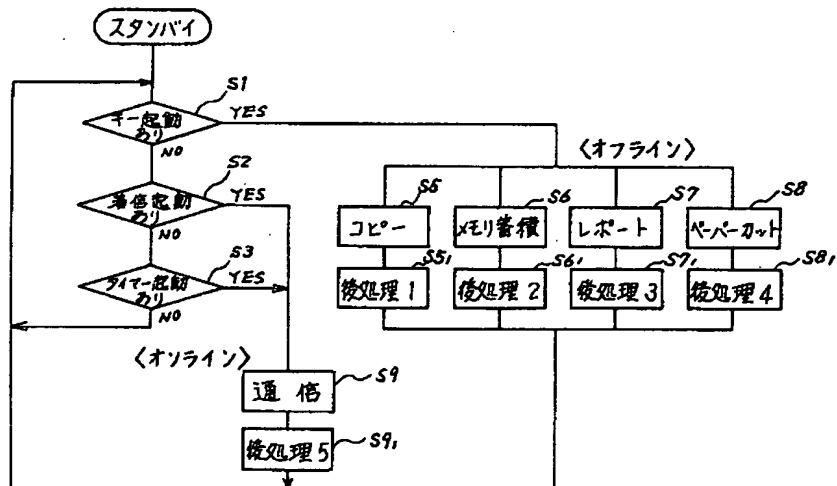 スタンバイ
S1
キー起動
あり
YES
NO
S2
着信起動
あり
YES
NO
S3
タイマー起動
あり
YES
NO
〈オフライン〉
S5
コピー
S6
メモリ蓄積
S7
レポート
S8
ペーパーカット
S5₁
後処理1
S6₁
後処理2
S7₁
後処理3
S8₁
後処理4
〈オンライン〉
S9
通信
S9₁
後処理5